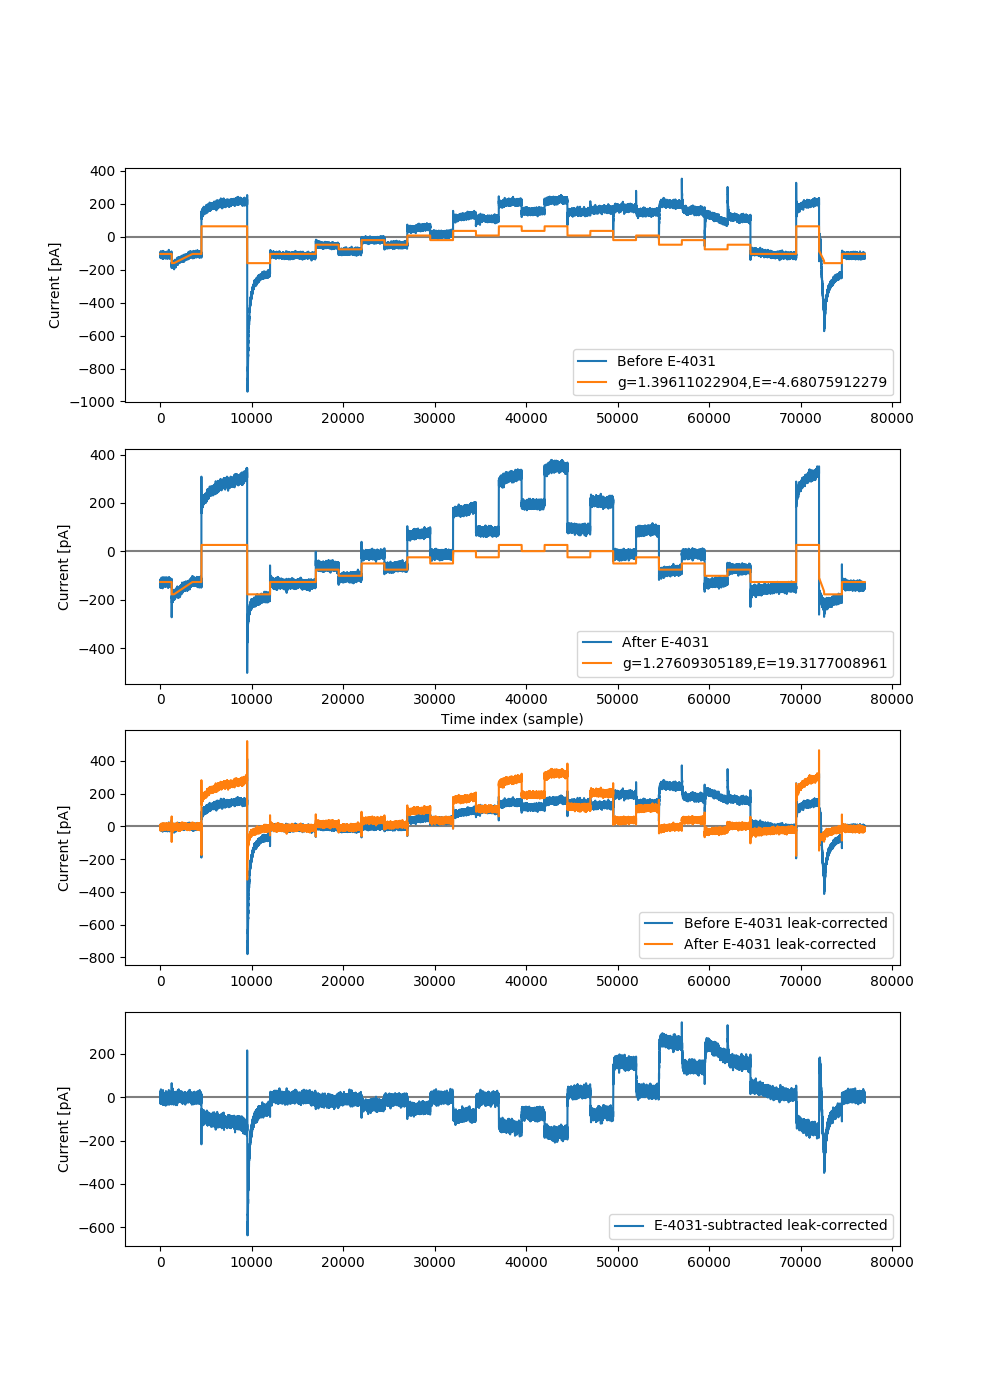 400
200
0
−200
−400
−600
−800
−1000
Current [pA]
Before E-4031
g=1.39611022904,E=-4.68075912279
0 10000 20000 30000 40000 50000 60000 70000 80000
400
200
0
−200
−400
Current [pA]
After E-4031
g=1.27609305189,E=19.3177008961
0 10000 20000 30000 40000 50000 60000 70000 80000
Time index (sample)
400
200
0
−200
−400
−600
−800
Current [pA]
Before E-4031 leak-corrected
After E-4031 leak-corrected
0 10000 20000 30000 40000 50000 60000 70000 80000
200
0
−200
−400
−600
Current [pA]
E-4031-subtracted leak-corrected
0 10000 20000 30000 40000 50000 60000 70000 80000